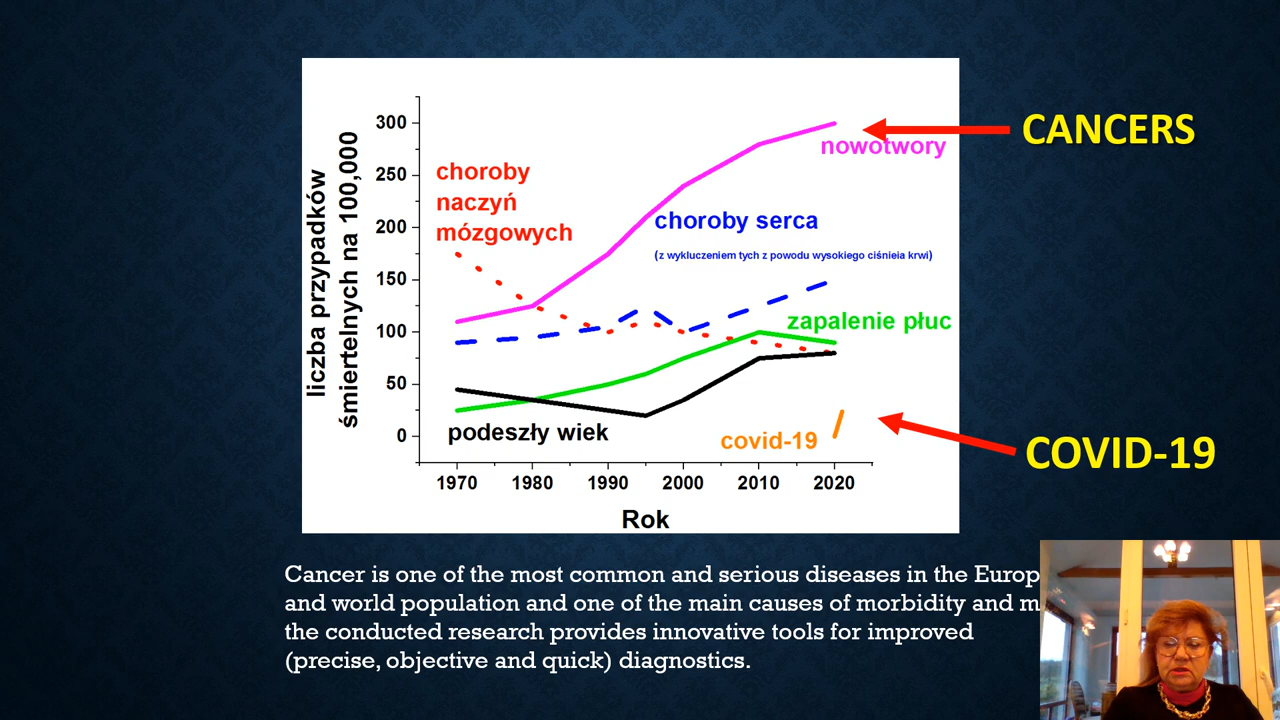 300
250
200
150
100
50
0
liczba przypadków
śmiertelnych na 100,000
choroby
naczyń
mózgowych
nowotwory
CANCERS
choroby serca
(z wykluczeniem tych z powodu wysokiego ciśnieia krwi)
zapalenie płuc
podeszły wiek
covid-19
COVID-19
1970 1980 1990 2000 2010 2020
Rok
Cancer is one of the most common and serious diseases in the Europ
and world population and one of the main causes of morbidity and m
the conducted research provides innovative tools for improved
(precise, objective and quick) diagnostics.